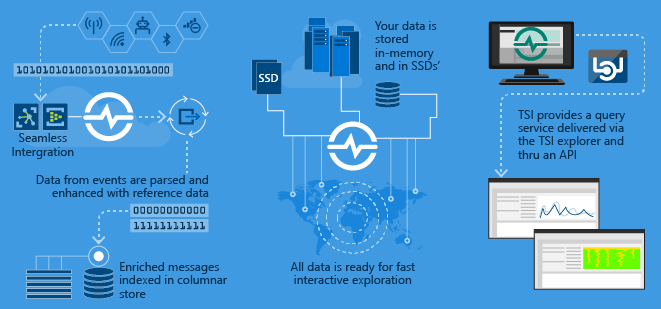 101010101001010101101000
Seamless
Intergration
Data from events are parsed and
enhanced with reference data
00000000000
11111111111
Enriched messages
indexed in columnar
store
Your data is
stored
in-memory
and in SSDs'
SSD
All data is ready for fast
interactive exploration
TSI provides a query
service delivered via
the TSI explorer and
thru an API